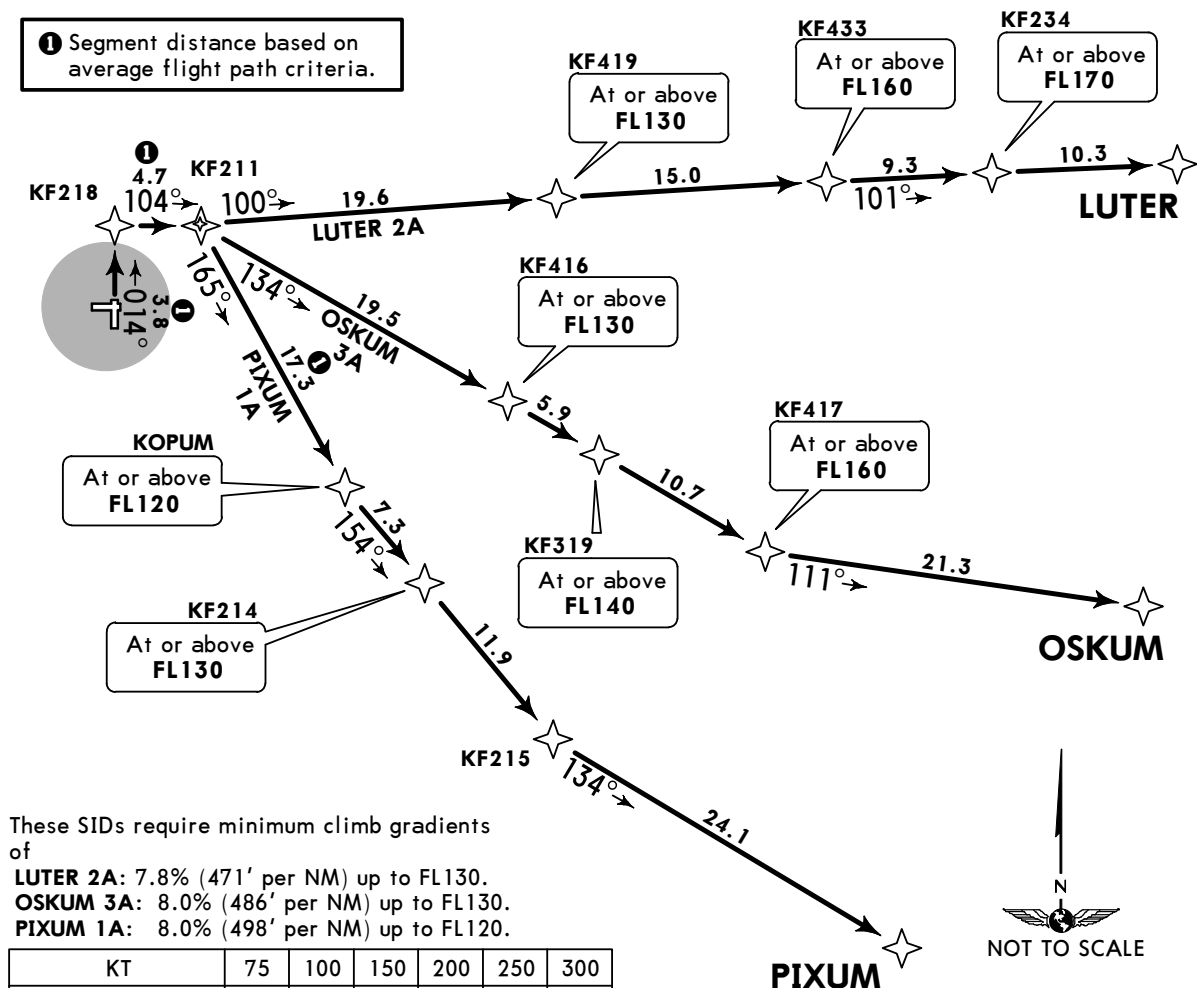 ❶ Segment distance based on
average flight path criteria.
KF419
At or above
FL130
KF433
At or above
FL160
KF234
At or above
FL170
KF218
❶
4.7
104°
KF211
100°
19.6
LUTER 2A
15.0
9.3
101°
10.3
LUTER
014°
3.8
❶
165°
17.3
❶
PIXUM
1A
134°
19.5
OSKUM
3A
KF416
At or above
FL130
5.9
KF319
At or above
FL140
10.7
KF417
At or above
FL160
111°
21.3
OSKUM
KOPUM
At or above
FL120
7.3
154°
KF214
At or above
FL130
11.9
KF215
134°
24.1
PIXUM
N
NOT TO SCALE
These SIDs require minimum climb gradients
of
LUTER 2A: 7.8% (471' per NM) up to FL130.
OSKUM 3A: 8.0% (486' per NM) up to FL130.
PIXUM 1A: 8.0% (498' per NM) up to FL120.
KT 75 100 150 200 250 300